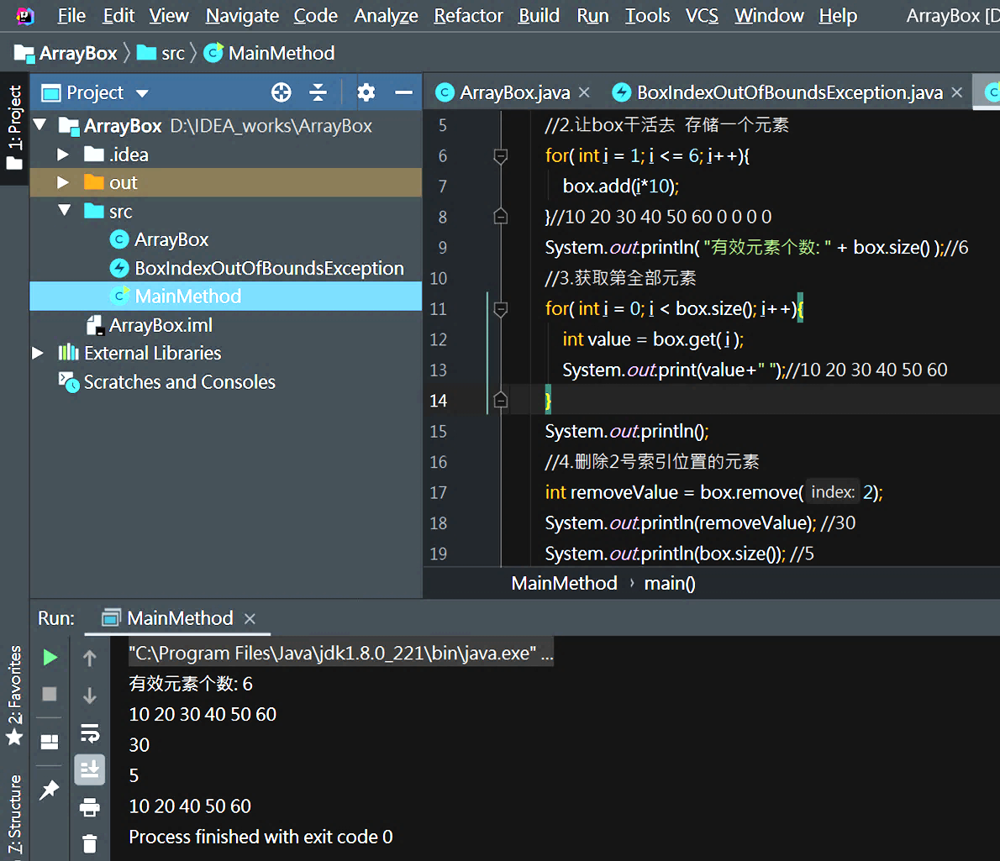 File Edit View Navigate Code Analyze Refactor Build Run Tools VCS Window Help ArrayBox [D
ArrayBox src MainMethod
1: Project
Project
ArrayBox D:\IDEA_works\ArrayBox
.idea
out
src
ArrayBox
BoxIndexOutOfBoundsException
MainMethod
ArrayBox.iml
External Libraries
Scratches and Consoles
ArrayBox.java BoxIndexOutOfBoundsException.java
5 //2.让box干活去 存储一个元素
6 for( int i = 1; i <= 6; i++){
7 box.add(i*10);
8 }//10 20 30 40 50 60 0 0 0 0
9 System.out.println( "有效元素个数: " + box.size() );//6
10 //3.获取第全部元素
11 for( int i = 0; i < box.size(); i++){
12 int value = box.get( i );
13 System.out.print(value+" ");//10 20 30 40 50 60
14 }
15 System.out.println();
16 //4.删除2号索引位置的元素
17 int removeValue = box.remove( index: 2);
18 System.out.println(removeValue); //30
19 System.out.println(box.size()); //5
MainMethod › main()
Run: MainMethod
2: Favorites
Z: Structure
"C:\Program Files\Java\jdk1.8.0_221\bin\java.exe" ...
有效元素个数: 6
10 20 30 40 50 60
30
5
10 20 40 50 60
Process finished with exit code 0